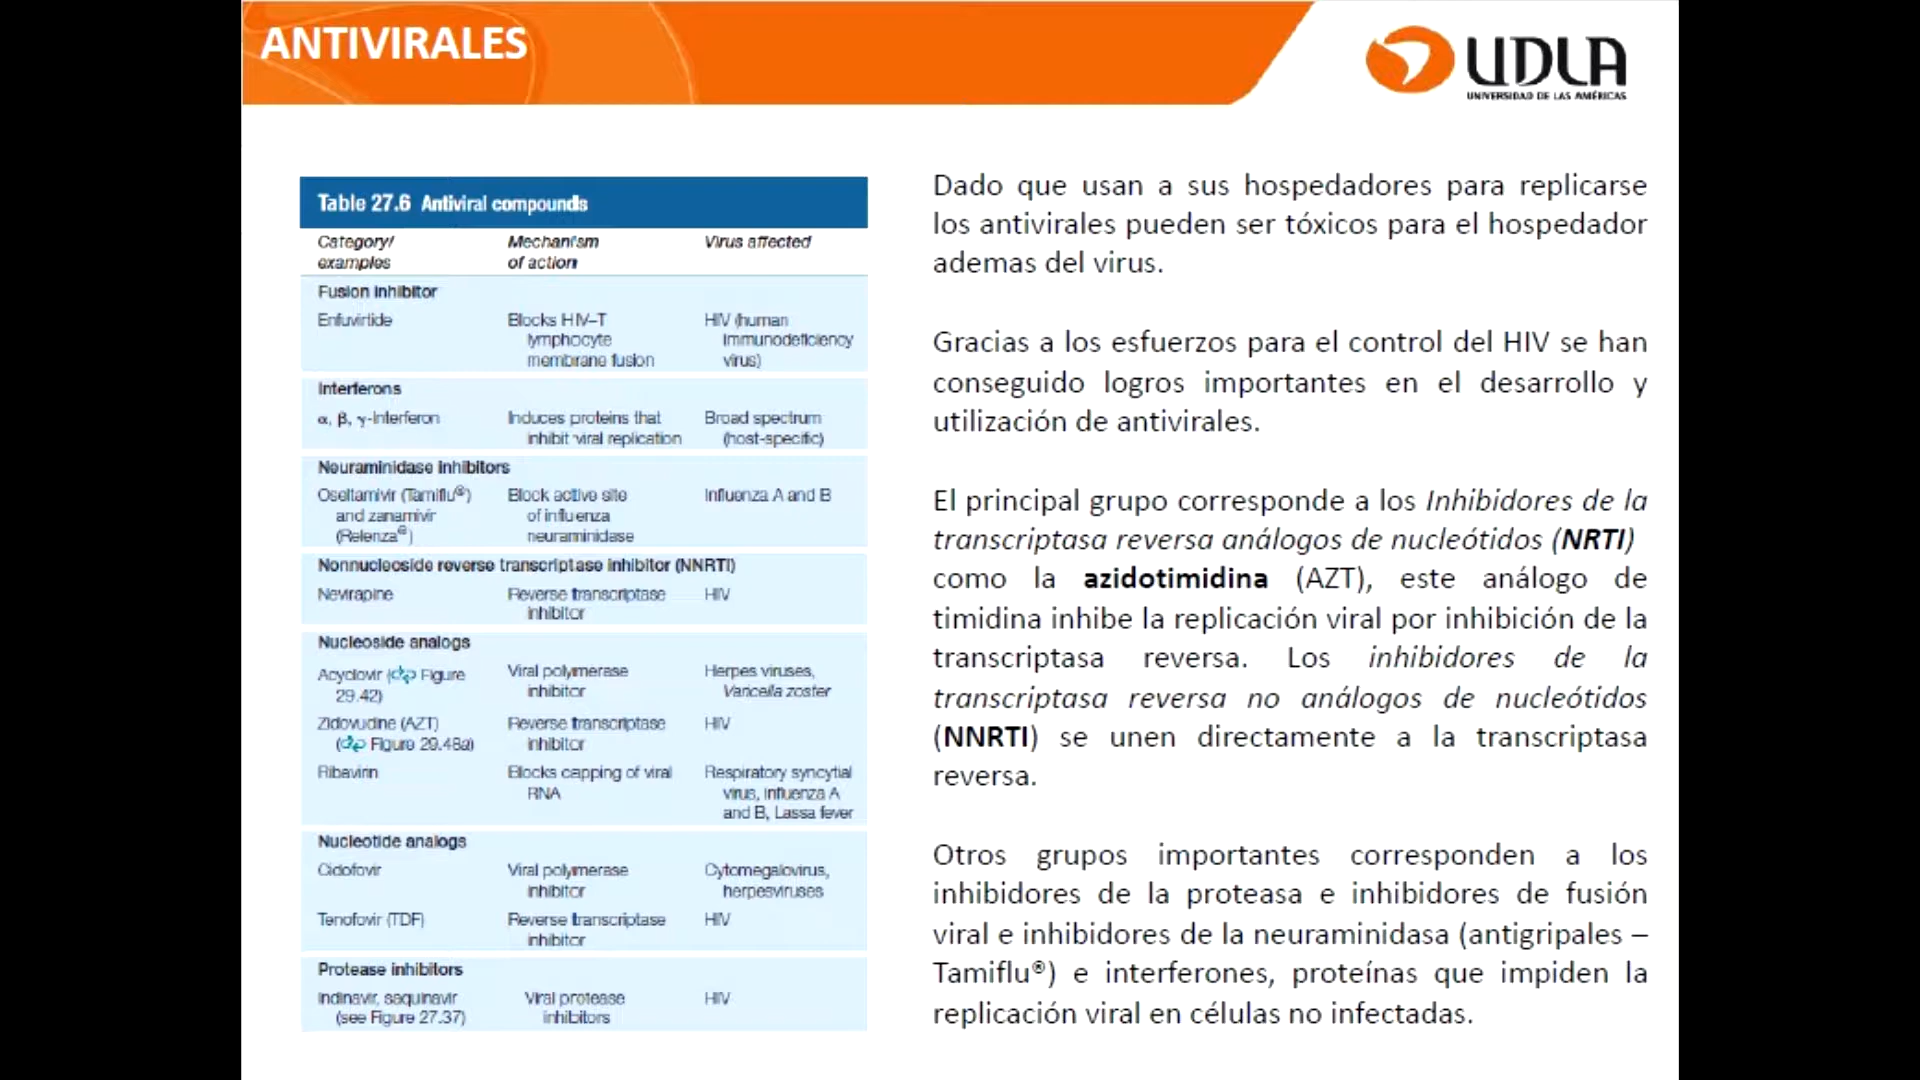 ANTIVIRALES
UDLA
UNIVERSIDAD DE LAS AMÉRICAS
Table 27.6 Antiviral compounds
Category/
examples
Mechanism
of action
Virus affected
Fusion inhibitor
Enfuvirtide
Blocks HIV–T
lymphocyte
membrane fusion
HIV (human
immunodeficiency
virus)
Interferons
α, β, γ-Interferon
Induces proteins that
inhibit viral replication
Broad spectrum
(host-specific)
Neuraminidase inhibitors
Oseltamivir (Tamiflu®)
and zanamivir
(Relenza®)
Block active site
of influenza
neuraminidase
Influenza A and B
Nonnucleoside reverse transcriptase inhibitor (NNRTI)
Nevirapine
Reverse transcriptase
inhibitor
HIV
Nucleoside analogs
Acyclovir (Figure
29.42)
Viral polymerase
inhibitor
Herpes viruses,
Varicella zoster
Zidovudine (AZT)
(Figure 29.48a)
Reverse transcriptase
inhibitor
HIV
Ribavirin
Blocks capping of viral
RNA
Respiratory syncytial
virus, influenza A
and B, Lassa fever
Nucleotide analogs
Cidofovir
Viral polymerase
inhibitor
Cytomegalovirus,
herpesviruses
Tenofovir (TDF)
Reverse transcriptase
inhibitor
HIV
Protease inhibitors
Indinavir, saquinavir
(see Figure 27.37)
Viral protease
inhibitors
HIV
Dado que usan a sus hospedadores para replicarse
los antivirales pueden ser tóxicos para el hospedador
ademas del virus.
Gracias a los esfuerzos para el control del HIV se han
conseguido logros importantes en el desarrollo y
utilización de antivirales.
El principal grupo corresponde a los Inhibidores de la
transcriptasa reversa análogos de nucleótidos (NRTI)
como la azidotimidina (AZT), este análogo de
timidina inhibe la replicación viral por inhibición de la
transcriptasa reversa. Los inhibidores de la
transcriptasa reversa no análogos de nucleótidos
(NNRTI) se unen directamente a la transcriptasa
reversa.
Otros grupos importantes corresponden a los
inhibidores de la proteasa e inhibidores de fusión
viral e inhibidores de la neuraminidasa (antigripales –
Tamiflu®) e interferones, proteínas que impiden la
replicación viral en células no infectadas.